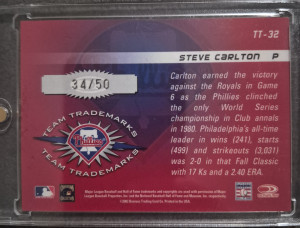 TT-32
STEVE CARLTON P
34/50
Carlton earned the victory
against the Royals in Game
6 as the Phillies clinched
the only World Series
championship in Club annals
in 1980. Philadelphia's all-time
leader in wins (241), starts
(499) and strikeouts (3,031)
was 2-0 in that Fall Classic
with 17 Ks and a 2.40 ERA.
TEAM TRADEMARKS
Phillies
TEAM TRADEMARKS